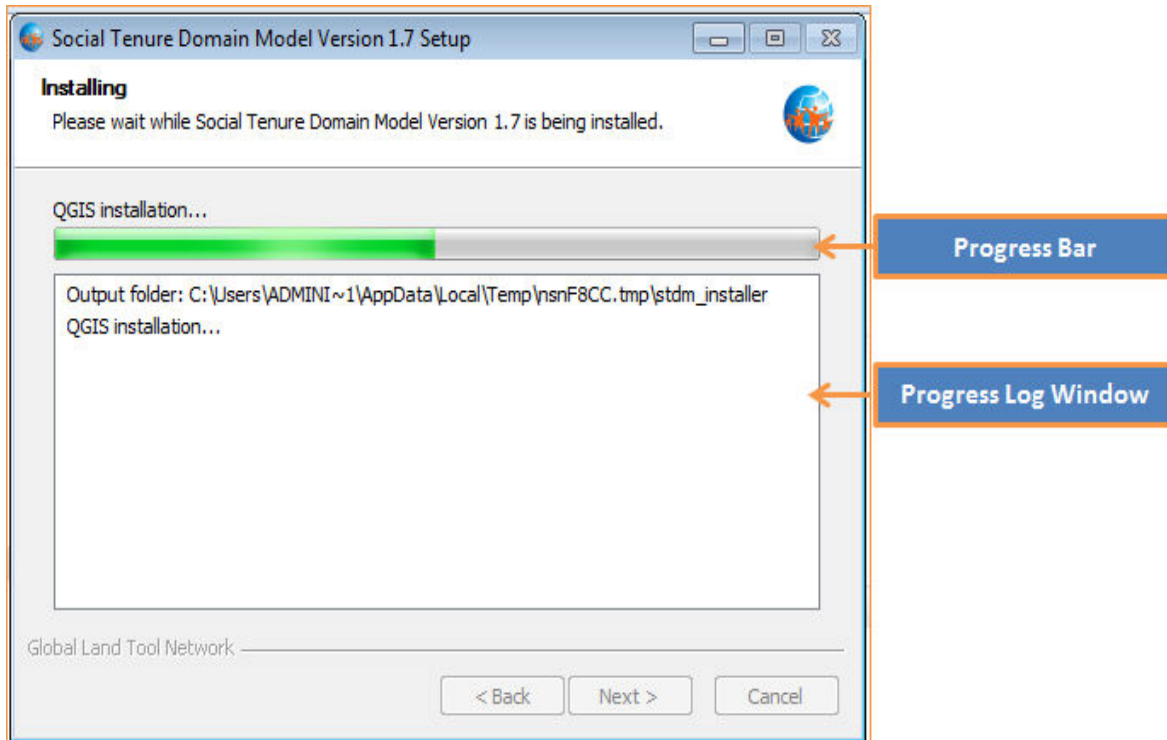 Social Tenure Domain Model Version 1.7 Setup
Installing
Please wait while Social Tenure Domain Model Version 1.7 is being installed.
QGIS installation...
Progress Bar
Output folder: C:\Users\ADMINI~1\AppData\Local\Temp\nsnF8CC.tmp\stdm_installer
QGIS installation...
Progress Log Window
Global Land Tool Network
< Back
Next >
Cancel